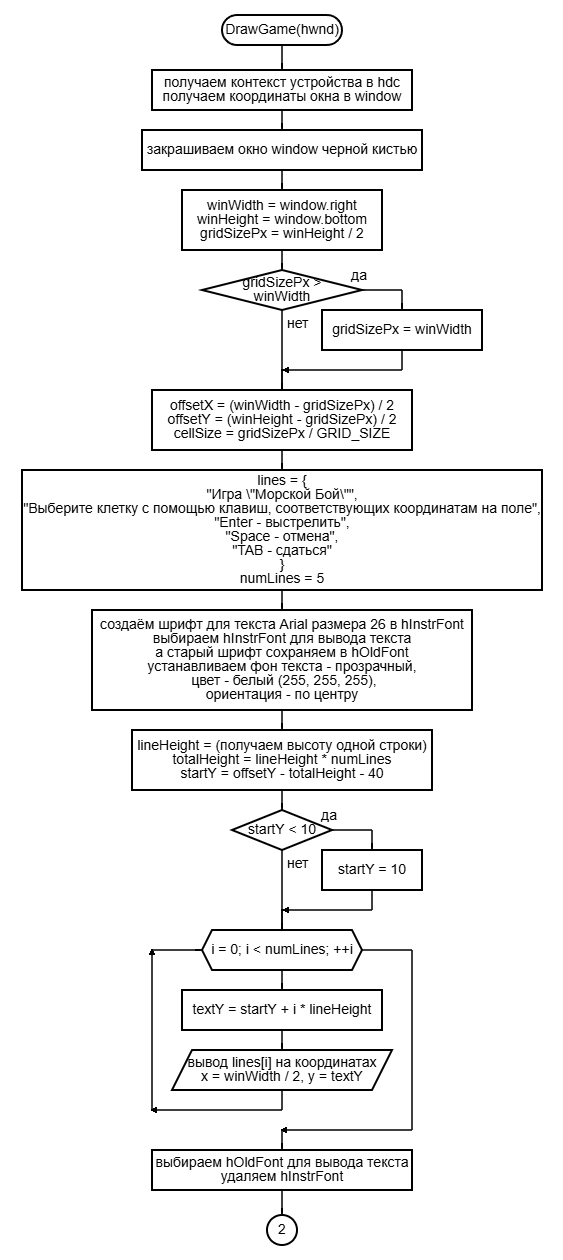 DrawGame(hwnd)
получаем контекст устройства в hdc
получаем координаты окна в window
закрашиваем окно window черной кистью
winWidth = window.right
winHeight = window.bottom
gridSizePx = winHeight / 2
gridSizePx >
winWidth
да
нет
gridSizePx = winWidth
offsetX = (winWidth - gridSizePx) / 2
offsetY = (winHeight - gridSizePx) / 2
cellSize = gridSizePx / GRID_SIZE
lines = {
"Игра \"Морской Бой\"",
"Выберите клетку с помощью клавиш, соответствующих координатам на поле",
"Enter - выстрелить",
"Space - отмена",
"TAB - сдаться"
}
numLines = 5
создаём шрифт для текста Arial размера 26 в hInstrFont
выбираем hInstrFont для вывода текста
а старый шрифт сохраняем в hOldFont
устанавливаем фон текста - прозрачный,
цвет - белый (255, 255, 255),
ориентация - по центру
lineHeight = (получаем высоту одной строки)
totalHeight = lineHeight * numLines
startY = offsetY - totalHeight - 40
startY < 10
да
нет
startY = 10
i = 0; i < numLines; ++i
textY = startY + i * lineHeight
вывод lines[i] на координатах
x = winWidth / 2, y = textY
выбираем hOldFont для вывода текста
удаляем hInstrFont
2